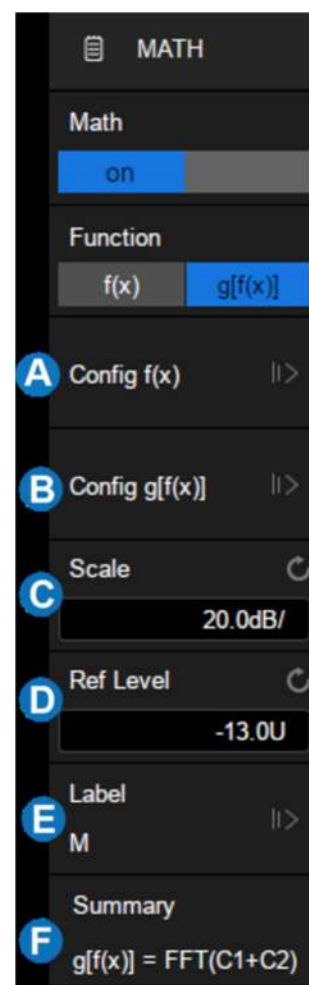 MATH
Math
on
Function
f(x) g[f(x)]
A Config f(x)
B Config g[f(x)]
Scale
C
20.0dB/
Ref Level
D
-13.0U
Label
E
M
Summary
F
g[f(x)] = FFT(C1+C2)